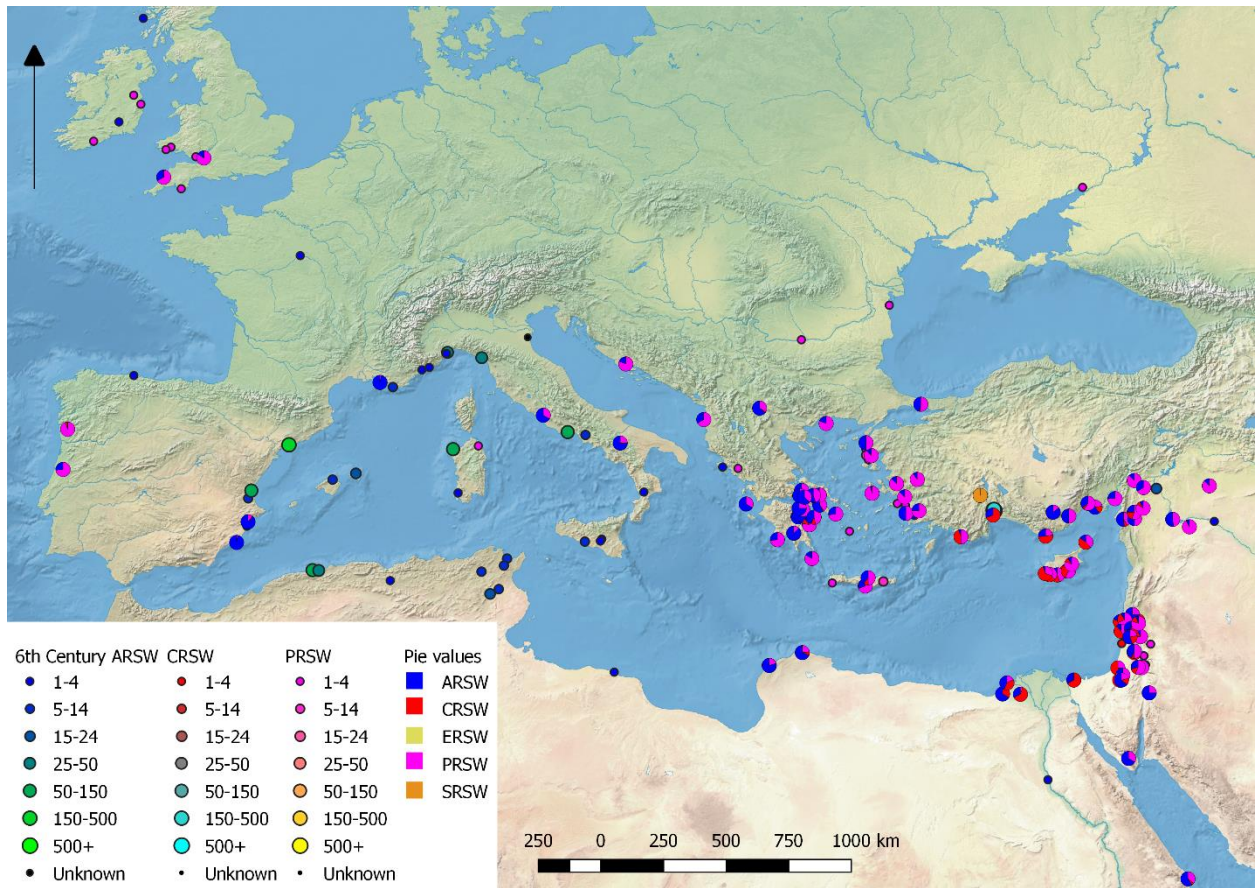 6th Century ARSW CRSW PRSW Pie values
1-4 1-4 1-4 ARSW
5-14 5-14 5-14 CRSW
15-24 15-24 15-24 ERSW
25-50 25-50 25-50 PRSW
50-150 50-150 50-150 SRSW
150-500 150-500 150-500
500+ 500+ 500+
Unknown Unknown Unknown
250 0 250 500 750 1000 km